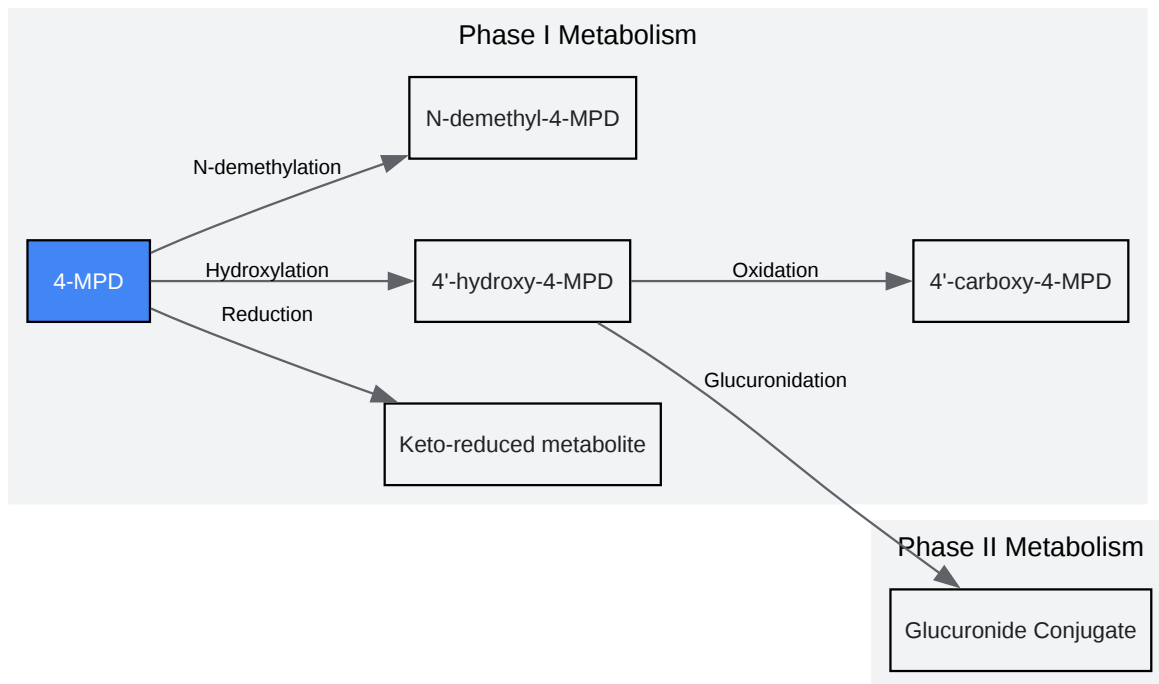 Phase I Metabolism
N-demethyl-4-MPD
N-demethylation
4-MPD
Hydroxylation
4'-hydroxy-4-MPD
Oxidation
4'-carboxy-4-MPD
Reduction
Glucuronidation
Keto-reduced metabolite
Phase II Metabolism
Glucuronide Conjugate